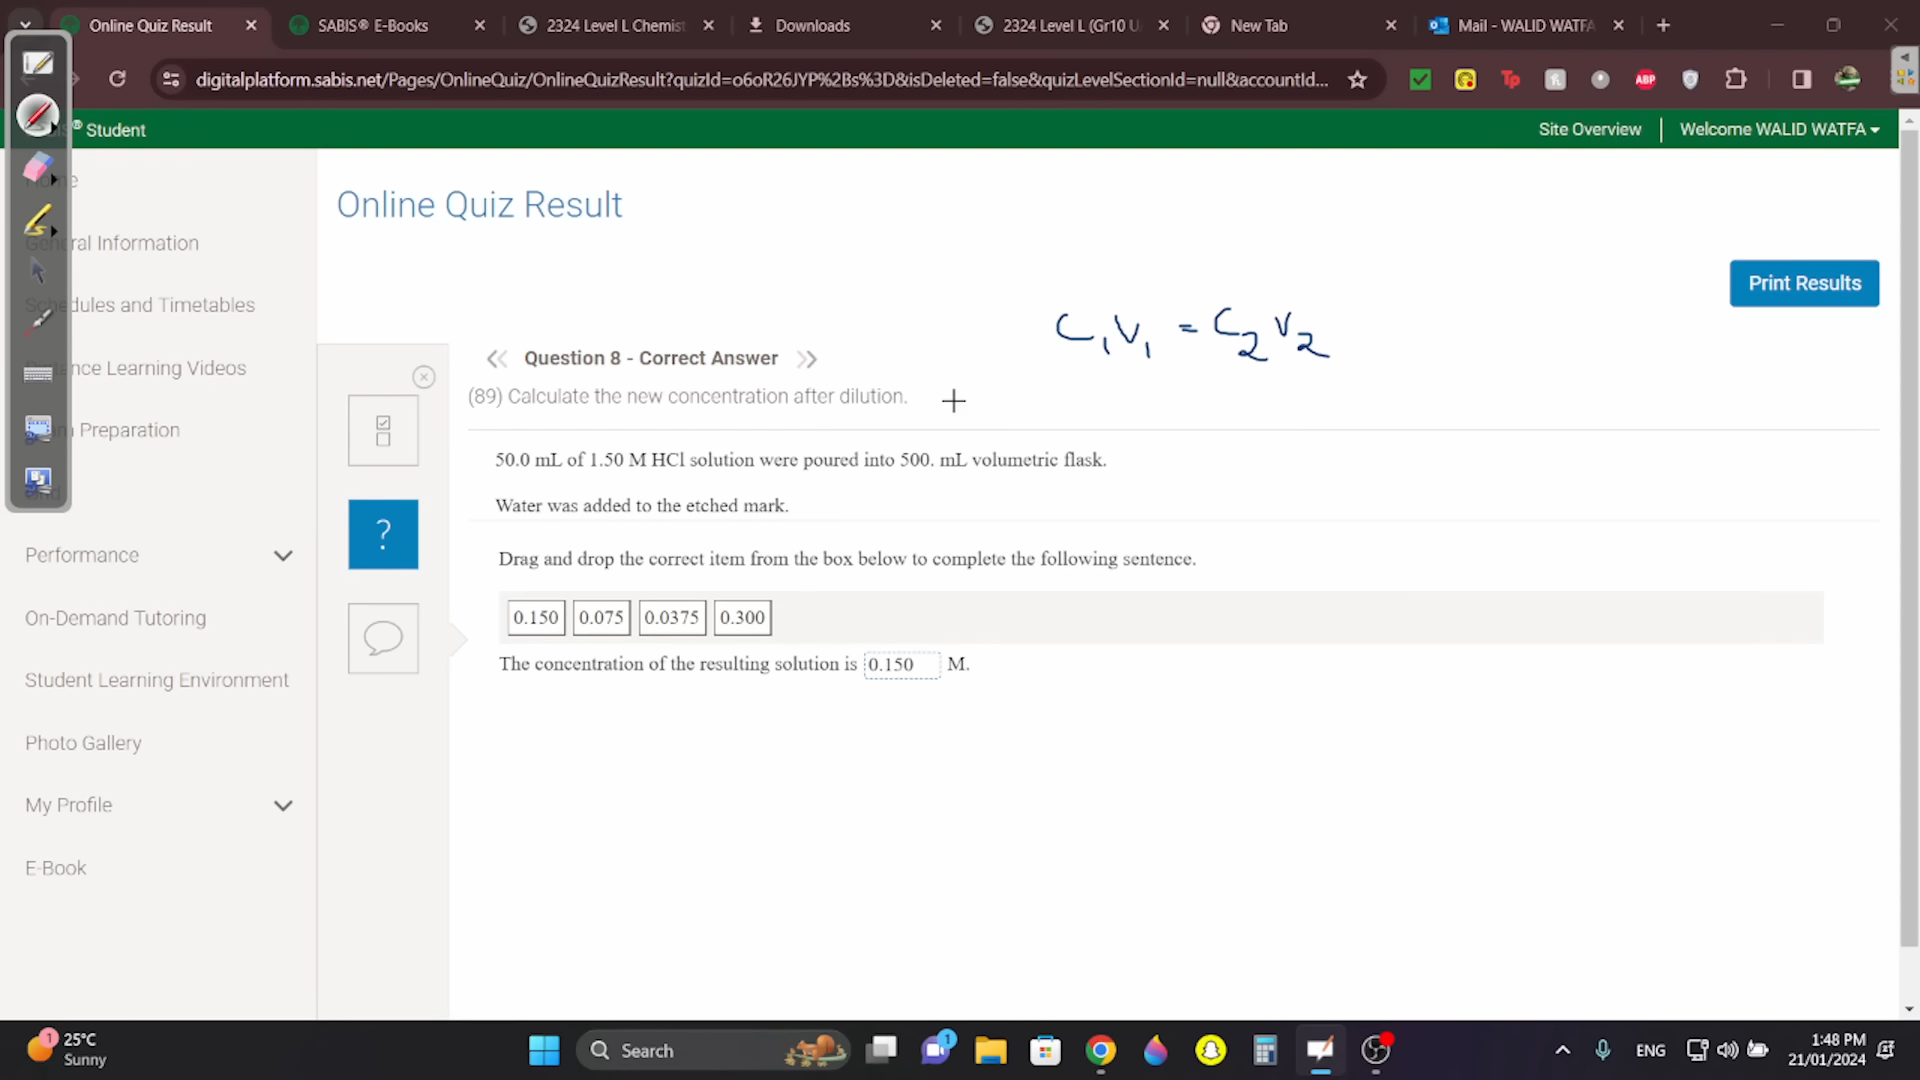 Online Quiz Result
SABIS® E-Books
2324 Level L Chemist
Downloads
2324 Level L (Gr10 U
New Tab
Mail - WALID WATFA
digitalplatform.sabis.net/Pages/OnlineQuiz/OnlineQuizResult?quizId=o6oR26JYP%2Bs%3D&isDeleted=false&quizLevelSectionId=null&accountId...
® Student
Site Overview
Welcome WALID WATFA
Online Quiz Result
General Information
Schedules and Timetables
Distance Learning Videos
Preparation
Performance
On-Demand Tutoring
Student Learning Environment
Photo Gallery
My Profile
E-Book
Print Results
C₁V₁ = C₂V₂
Question 8 - Correct Answer
(89) Calculate the new concentration after dilution.
50.0 mL of 1.50 M HCl solution were poured into 500. mL volumetric flask.
Water was added to the etched mark.
?
Drag and drop the correct item from the box below to complete the following sentence.
0.150 0.075 0.0375 0.300
The concentration of the resulting solution is 0.150 M.
1
25°C
Sunny
Search
1
ENG
1:48 PM
21/01/2024